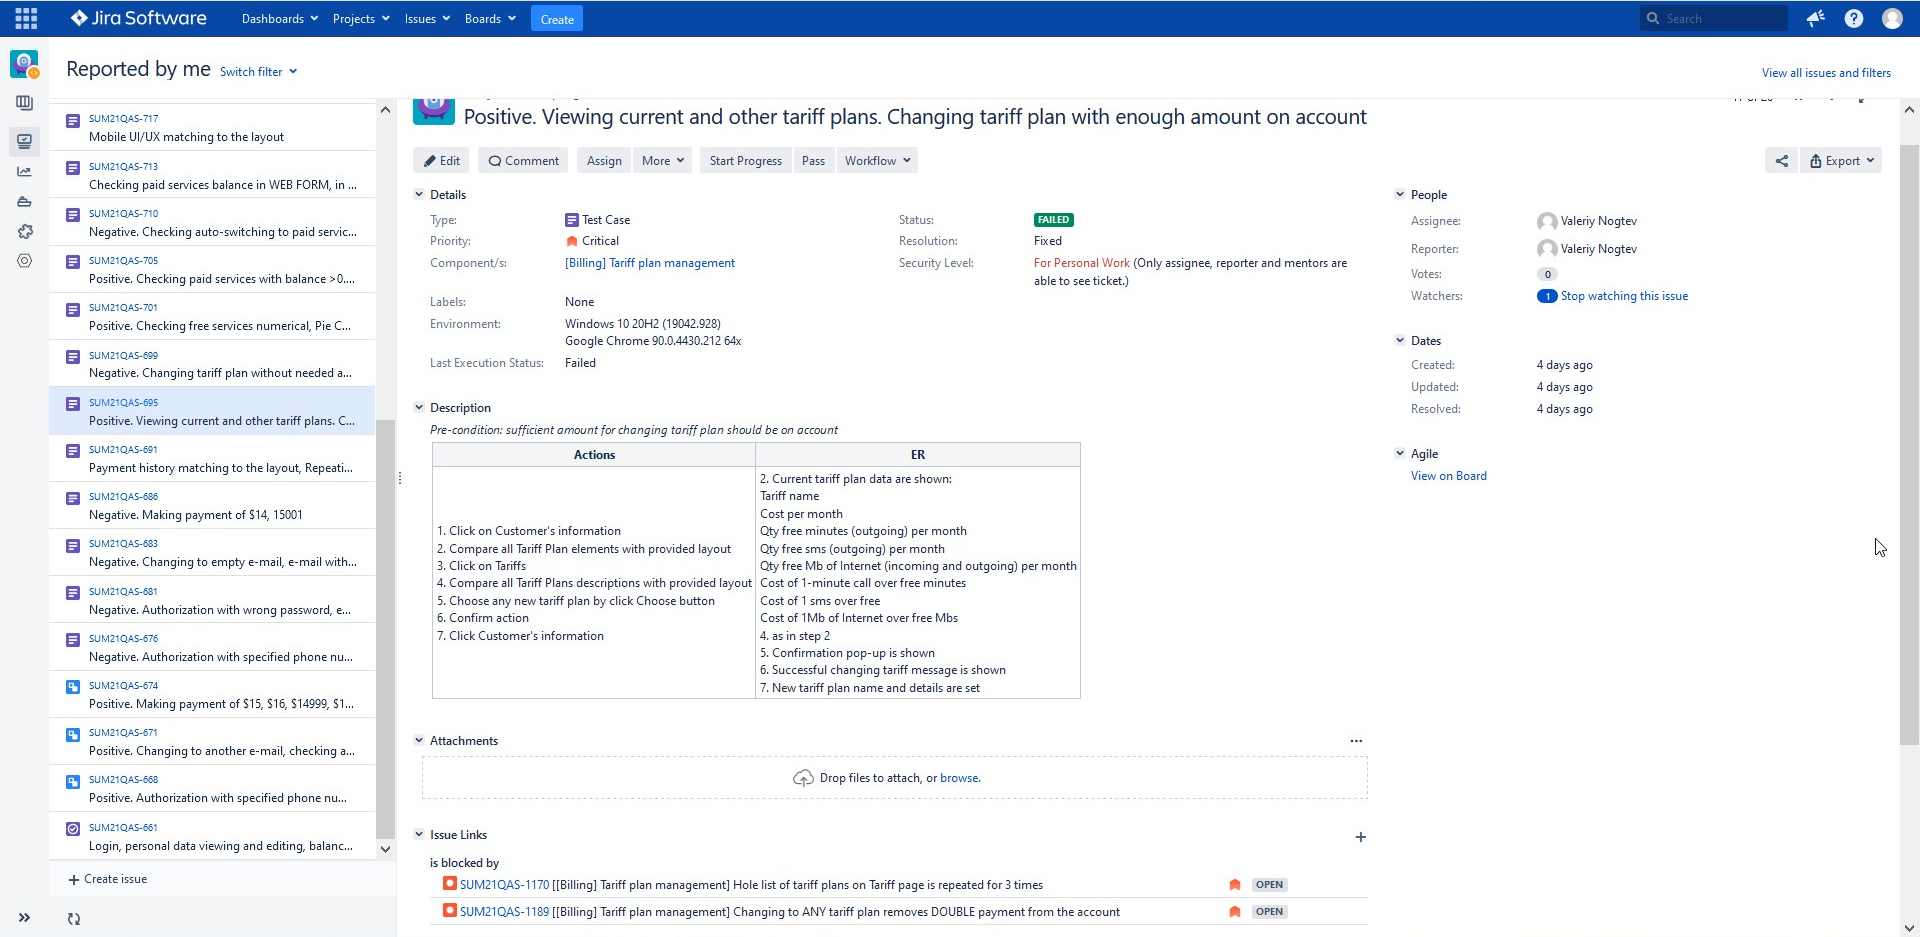 Jira Software
Dashboards
Projects
Issues
Boards
Create
Search
Reported by me
Switch filter
View all issues and filters
SUM21QAS-717
Mobile UI/UX matching to the layout
SUM21QAS-713
Checking paid services balance in WEB FORM, in ...
SUM21QAS-710
Negative. Checking auto-switching to paid servic...
SUM21QAS-705
Positive. Checking paid services with balance >0....
SUM21QAS-701
Positive. Checking free services numerical, Pie C...
SUM21QAS-699
Negative. Changing tariff plan without needed a...
SUM21QAS-695
Positive. Viewing current and other tariff plans. C...
SUM21QAS-691
Payment history matching to the layout, Repeati...
SUM21QAS-686
Negative. Making payment of $14, 15001
SUM21QAS-683
Negative. Changing to empty e-mail, e-mail with...
SUM21QAS-681
Negative. Authorization with wrong password, e...
SUM21QAS-676
Negative. Authorization with specified phone nu...
SUM21QAS-674
Positive. Making payment of $15, $16, $14999, $1...
SUM21QAS-671
Positive. Changing to another e-mail, checking a...
SUM21QAS-668
Positive. Authorization with specified phone nu...
SUM21QAS-661
Login, personal data viewing and editing, balanc...
+ Create issue
Positive. Viewing current and other tariff plans. Changing tariff plan with enough amount on account
Edit
Comment
Assign
More
Start Progress
Pass
Workflow
Export
Details
Type: Test Case
Status: FAILED
Priority: Critical
Resolution: Fixed
Component/s: [Billing] Tariff plan management
Security Level: For Personal Work (Only assignee, reporter and mentors are
able to see ticket.)
Labels: None
Environment: Windows 10 20H2 (19042.928)
Google Chrome 90.0.4430.212 64x
Last Execution Status: Failed
Description
Pre-condition: sufficient amount for changing tariff plan should be on account
Actions
1. Click on Customer's information
2. Compare all Tariff Plan elements with provided layout
3. Click on Tariffs
4. Compare all Tariff Plans descriptions with provided layout
5. Choose any new tariff plan by click Choose button
6. Confirm action
7. Click Customer's information
ER
2. Current tariff plan data are shown:
Tariff name
Cost per month
Qty free minutes (outgoing) per month
Qty free sms (outgoing) per month
Qty free Mb of Internet (incoming and outgoing) per month
Cost of 1-minute call over free minutes
Cost of 1 sms over free
Cost of 1Mb of Internet over free Mbs
4. as in step 2
5. Confirmation pop-up is shown
6. Successful changing tariff message is shown
7. New tariff plan name and details are set
Attachments
Drop files to attach, or browse.
Issue Links
is blocked by
SUM21QAS-1170 [[Billing] Tariff plan management] Hole list of tariff plans on Tariff page is repeated for 3 times OPEN
SUM21QAS-1189 [[Billing] Tariff plan management] Changing to ANY tariff plan removes DOUBLE payment from the account OPEN
People
Assignee: Valeriy Nogtev
Reporter: Valeriy Nogtev
Votes: 0
Watchers: 1 Stop watching this issue
Dates
Created: 4 days ago
Updated: 4 days ago
Resolved: 4 days ago
Agile
View on Board